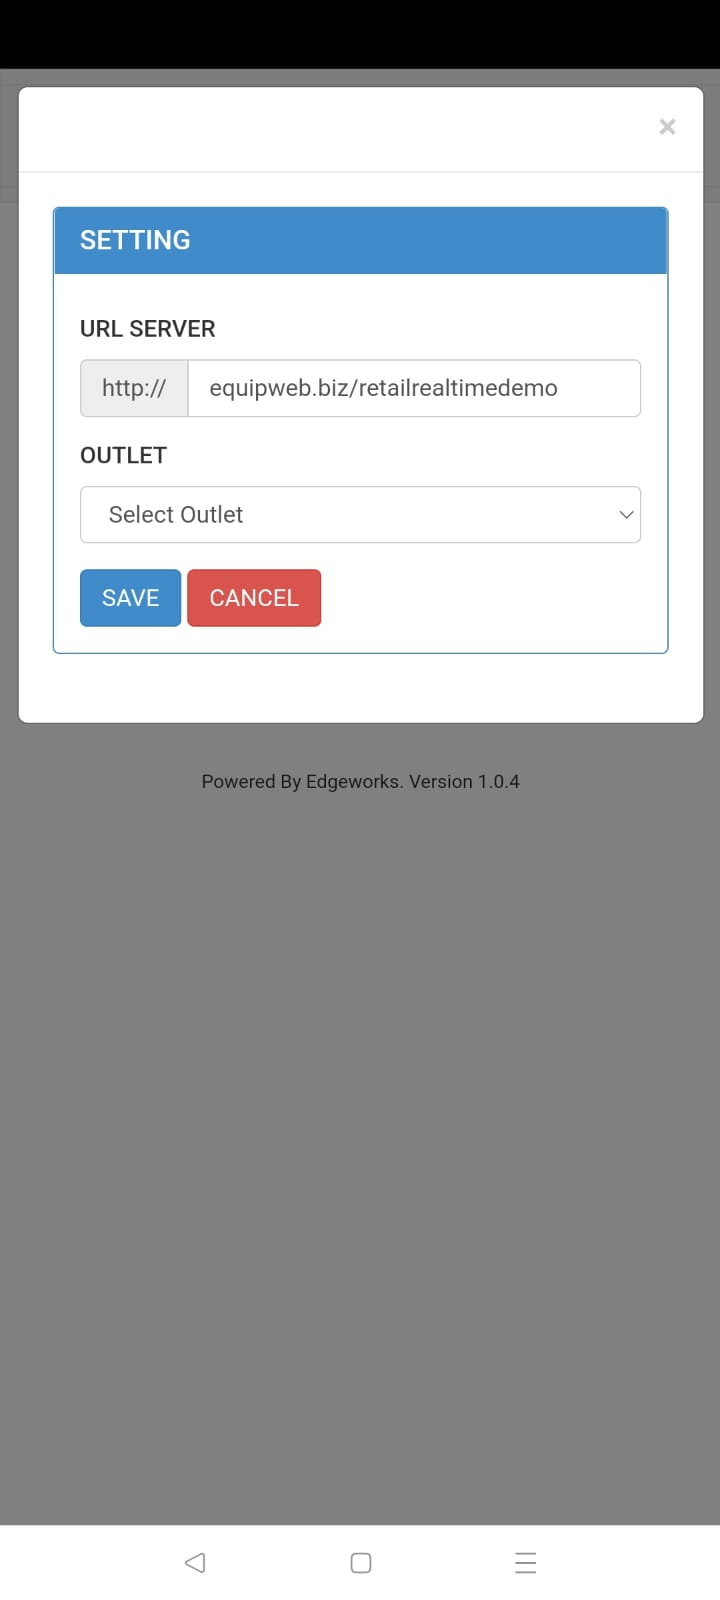 ×
SETTING
URL SERVER
http:// equipweb.biz/retailrealtimedemo
OUTLET
Select Outlet
SAVE CANCEL
Powered By Edgeworks. Version 1.0.4